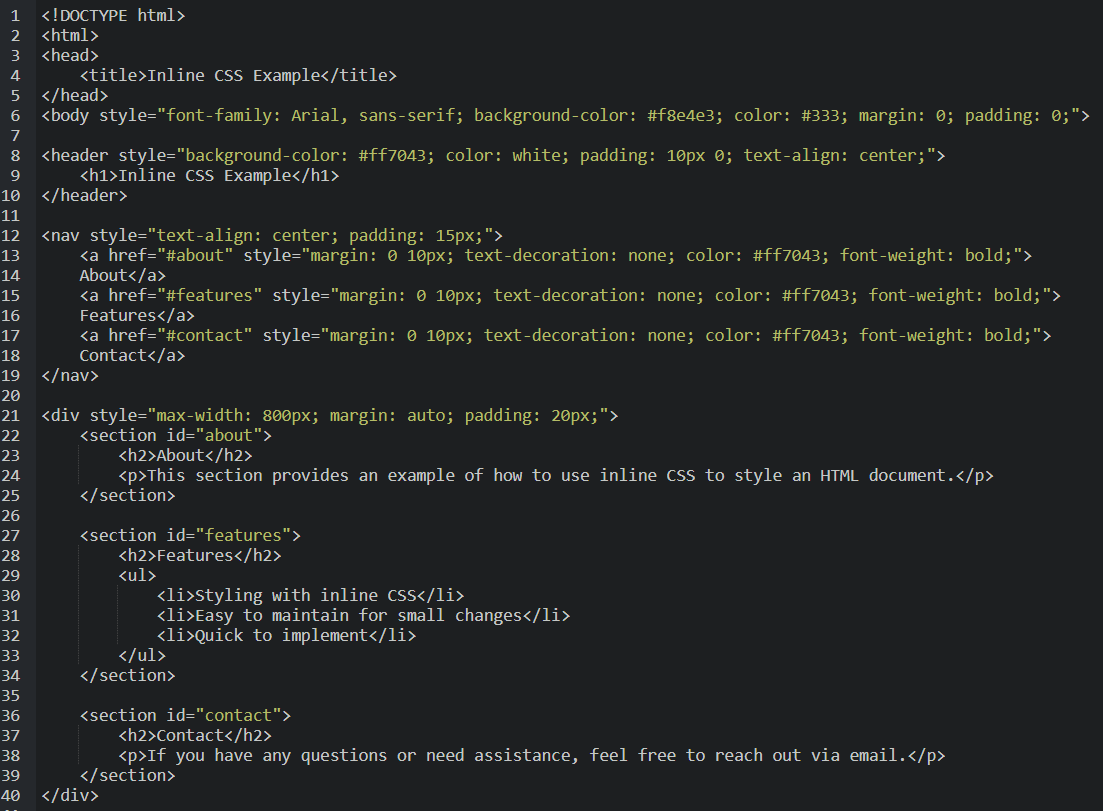 1 <!DOCTYPE html>
2 <html>
3 <head>
4     <title>Inline CSS Example</title>
5 </head>
6 <body style="font-family: Arial, sans-serif; background-color: #f8e4e3; color: #333; margin: 0; padding: 0;">
7
8 <header style="background-color: #ff7043; color: white; padding: 10px 0; text-align: center;">
9     <h1>Inline CSS Example</h1>
10 </header>
11
12 <nav style="text-align: center; padding: 15px;">
13     <a href="#about" style="margin: 0 10px; text-decoration: none; color: #ff7043; font-weight: bold;">
14     About</a>
15     <a href="#features" style="margin: 0 10px; text-decoration: none; color: #ff7043; font-weight: bold;">
16     Features</a>
17     <a href="#contact" style="margin: 0 10px; text-decoration: none; color: #ff7043; font-weight: bold;">
18     Contact</a>
19 </nav>
20
21 <div style="max-width: 800px; margin: auto; padding: 20px;">
22     <section id="about">
23         <h2>About</h2>
24         <p>This section provides an example of how to use inline CSS to style an HTML document.</p>
25     </section>
26
27     <section id="features">
28         <h2>Features</h2>
29         <ul>
30             <li>Styling with inline CSS</li>
31             <li>Easy to maintain for small changes</li>
32             <li>Quick to implement</li>
33         </ul>
34     </section>
35
36     <section id="contact">
37         <h2>Contact</h2>
38         <p>If you have any questions or need assistance, feel free to reach out via email.</p>
39     </section>
40 </div>